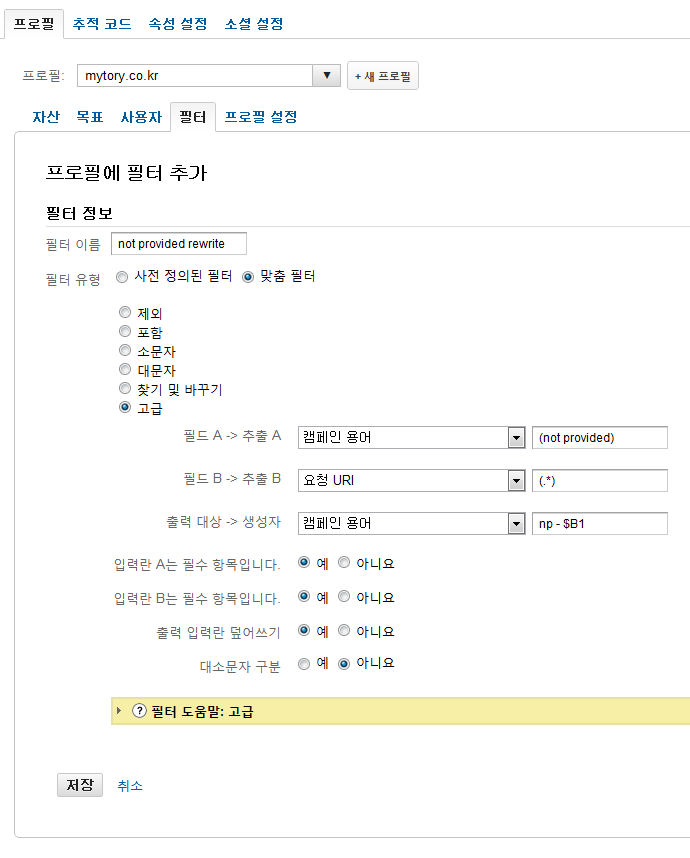 프로필 추적 코드 속성 설정 소셜 설정
프로필: mytory.co.kr + 새 프로필
자산 목표 사용자 필터 프로필 설정
프로필에 필터 추가
필터 정보
필터 이름 not provided rewrite
필터 유형 사전 정의된 필터 맞춤 필터
제외
포함
소문자
대문자
찾기 및 바꾸기
고급
필드 A -> 추출 A 캠페인 용어 (not provided)
필드 B -> 추출 B 요청 URI (.*)
출력 대상 -> 생성자 캠페인 용어 np - $B1
입력란 A는 필수 항목입니다. 예 아니요
입력란 B는 필수 항목입니다. 예 아니요
출력 입력란 덮어쓰기 예 아니요
대소문자 구분 예 아니요
? 필터 도움말: 고급
저장 취소